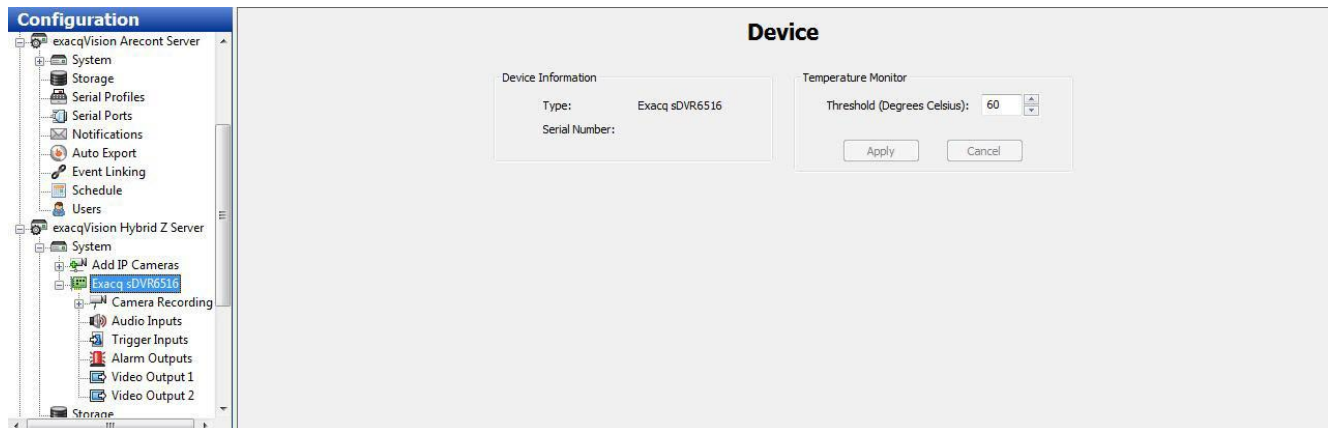 Configuration
exacqVision Arecont Server
System
Storage
Serial Profiles
Serial Ports
Notifications
Auto Export
Event Linking
Schedule
Users
exacqVision Hybrid Z Server
System
Add IP Cameras
Exacq sDVR6516
Camera Recording
Audio Inputs
Trigger Inputs
Alarm Outputs
Video Output 1
Video Output 2
Storage
Device
Device Information
Type: Exacq sDVR6516
Serial Number:
Temperature Monitor
Threshold (Degrees Celsius): 60
Apply Cancel